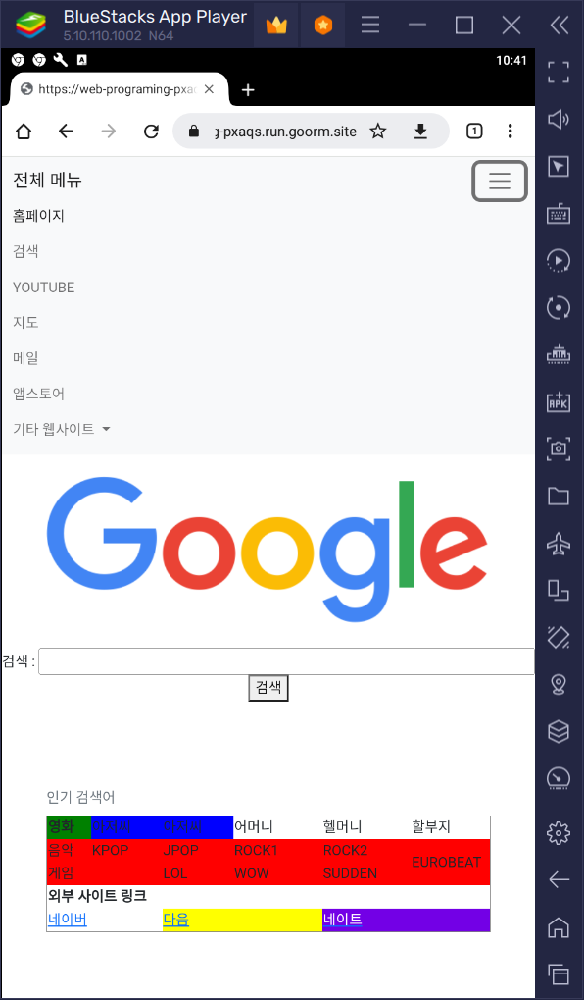 BlueStacks App Player
5.10.110.1002 N64
10:41
https://web-programing-pxaq
g-pxaqs.run.goorm.site
1
전체 메뉴
홈페이지
검색
YOUTUBE
지도
메일
앱스토어
기타 웹사이트
Google
검색 :
검색
인기 검색어
영화 어머니 헬머니 할부지
음악 KPOP JPOP ROCK1 ROCK2 EUROBEAT
게임 LOL WOW SUDDEN
외부 사이트 링크
네이버 다음 네이트